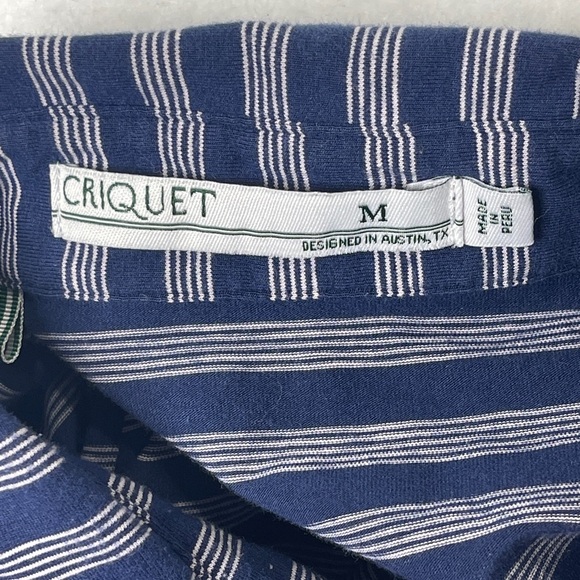 CRIQUET
M
DESIGNED IN AUSTIN, TX
MADE
IN
PERU